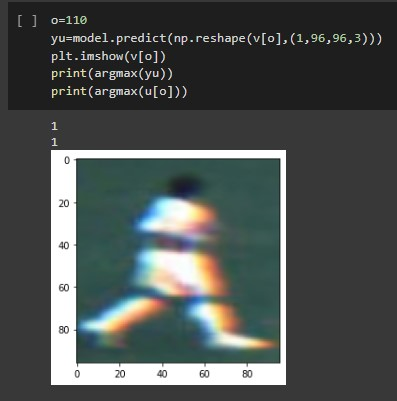 [ ] o=110
yu=model.predict(np.reshape(v[o],(1,96,96,3)))
plt.imshow(v[o])
print(argmax(yu))
print(argmax(u[o]))
1
1
0
20
40
60
80
0 20 40 60 80